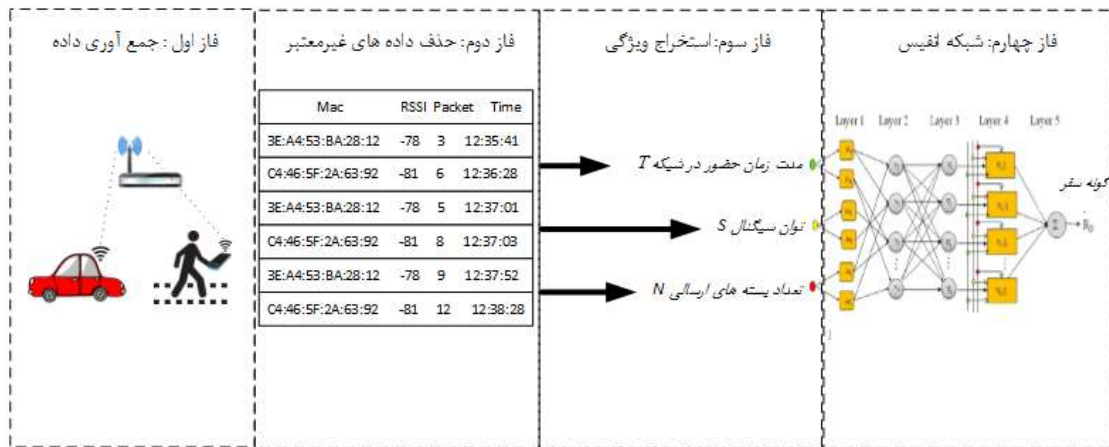 فاز اول : جمع آوری داده
فاز دوم: حذف داده های غیرمعتبر
Mac RSSI Packet Time
3E:A4:53:BA:28:12 -78 3 12:35:41
C4:46:5F:2A:63:92 -81 6 12:36:28
3E:A4:53:BA:28:12 -78 5 12:37:01
C4:46:5F:2A:63:92 -81 8 12:37:03
3E:A4:53:BA:28:12 -78 9 12:37:52
C4:46:5F:2A:63:92 -81 12 12:38:28
فاز سوم: استخراج ویژگی
مدت زمان حضور در شبکه T
توان سیگنال S
تعداد بسته های ارسالی N
فاز چهارم: شبکه انفیس
Layer 1 Layer 2 Layer 3 Layer 4 Layer 5
گونه سفر